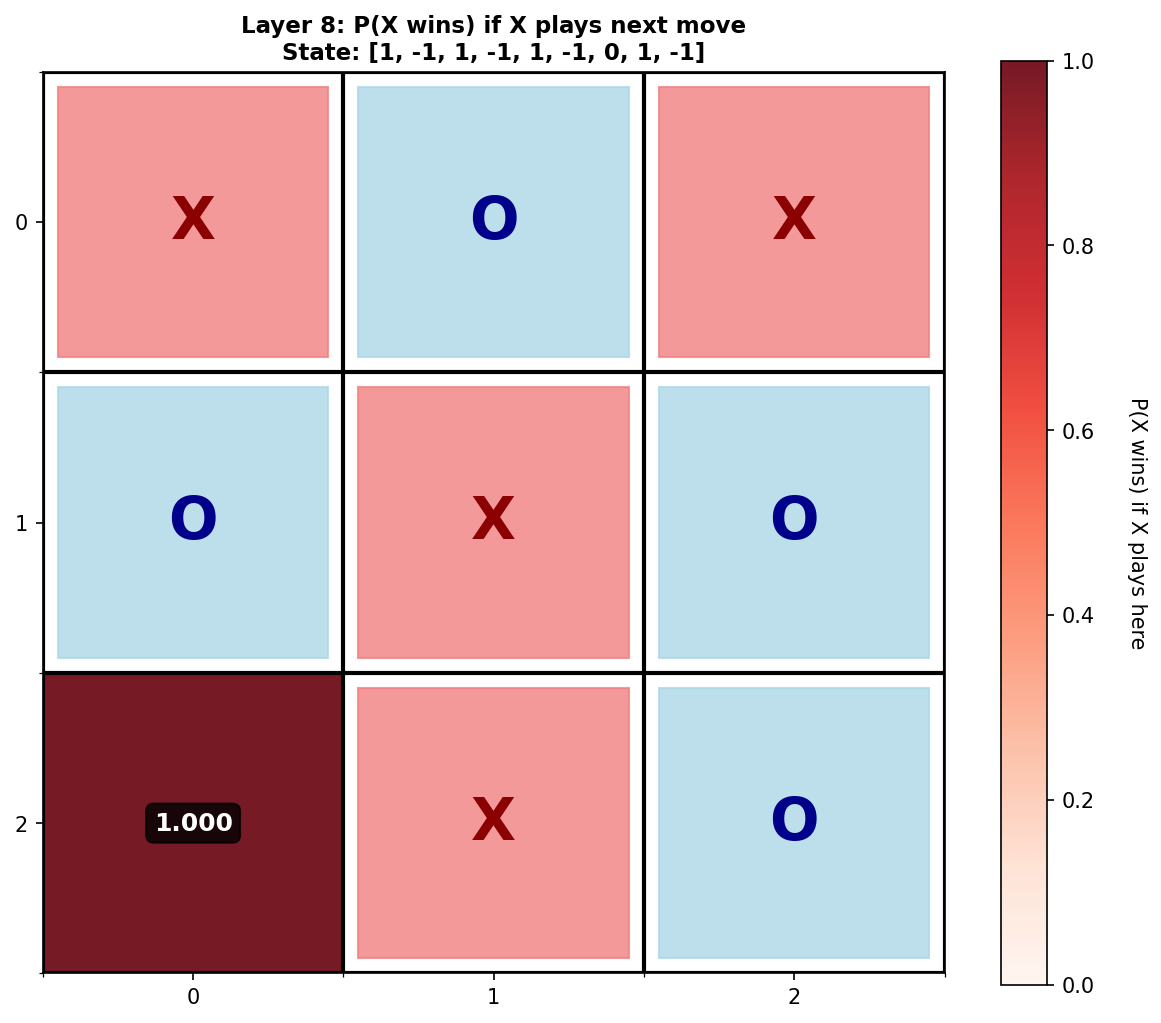 Layer 8: P(X wins) if X plays next move
State: [1, -1, 1, -1, 1, -1, 0, 1, -1]
0
X
O
X
1
O
X
O
2
1.000
X
O
0
1
2
1.0
0.8
0.6
0.4
0.2
0.0
P(X wins) if X plays here